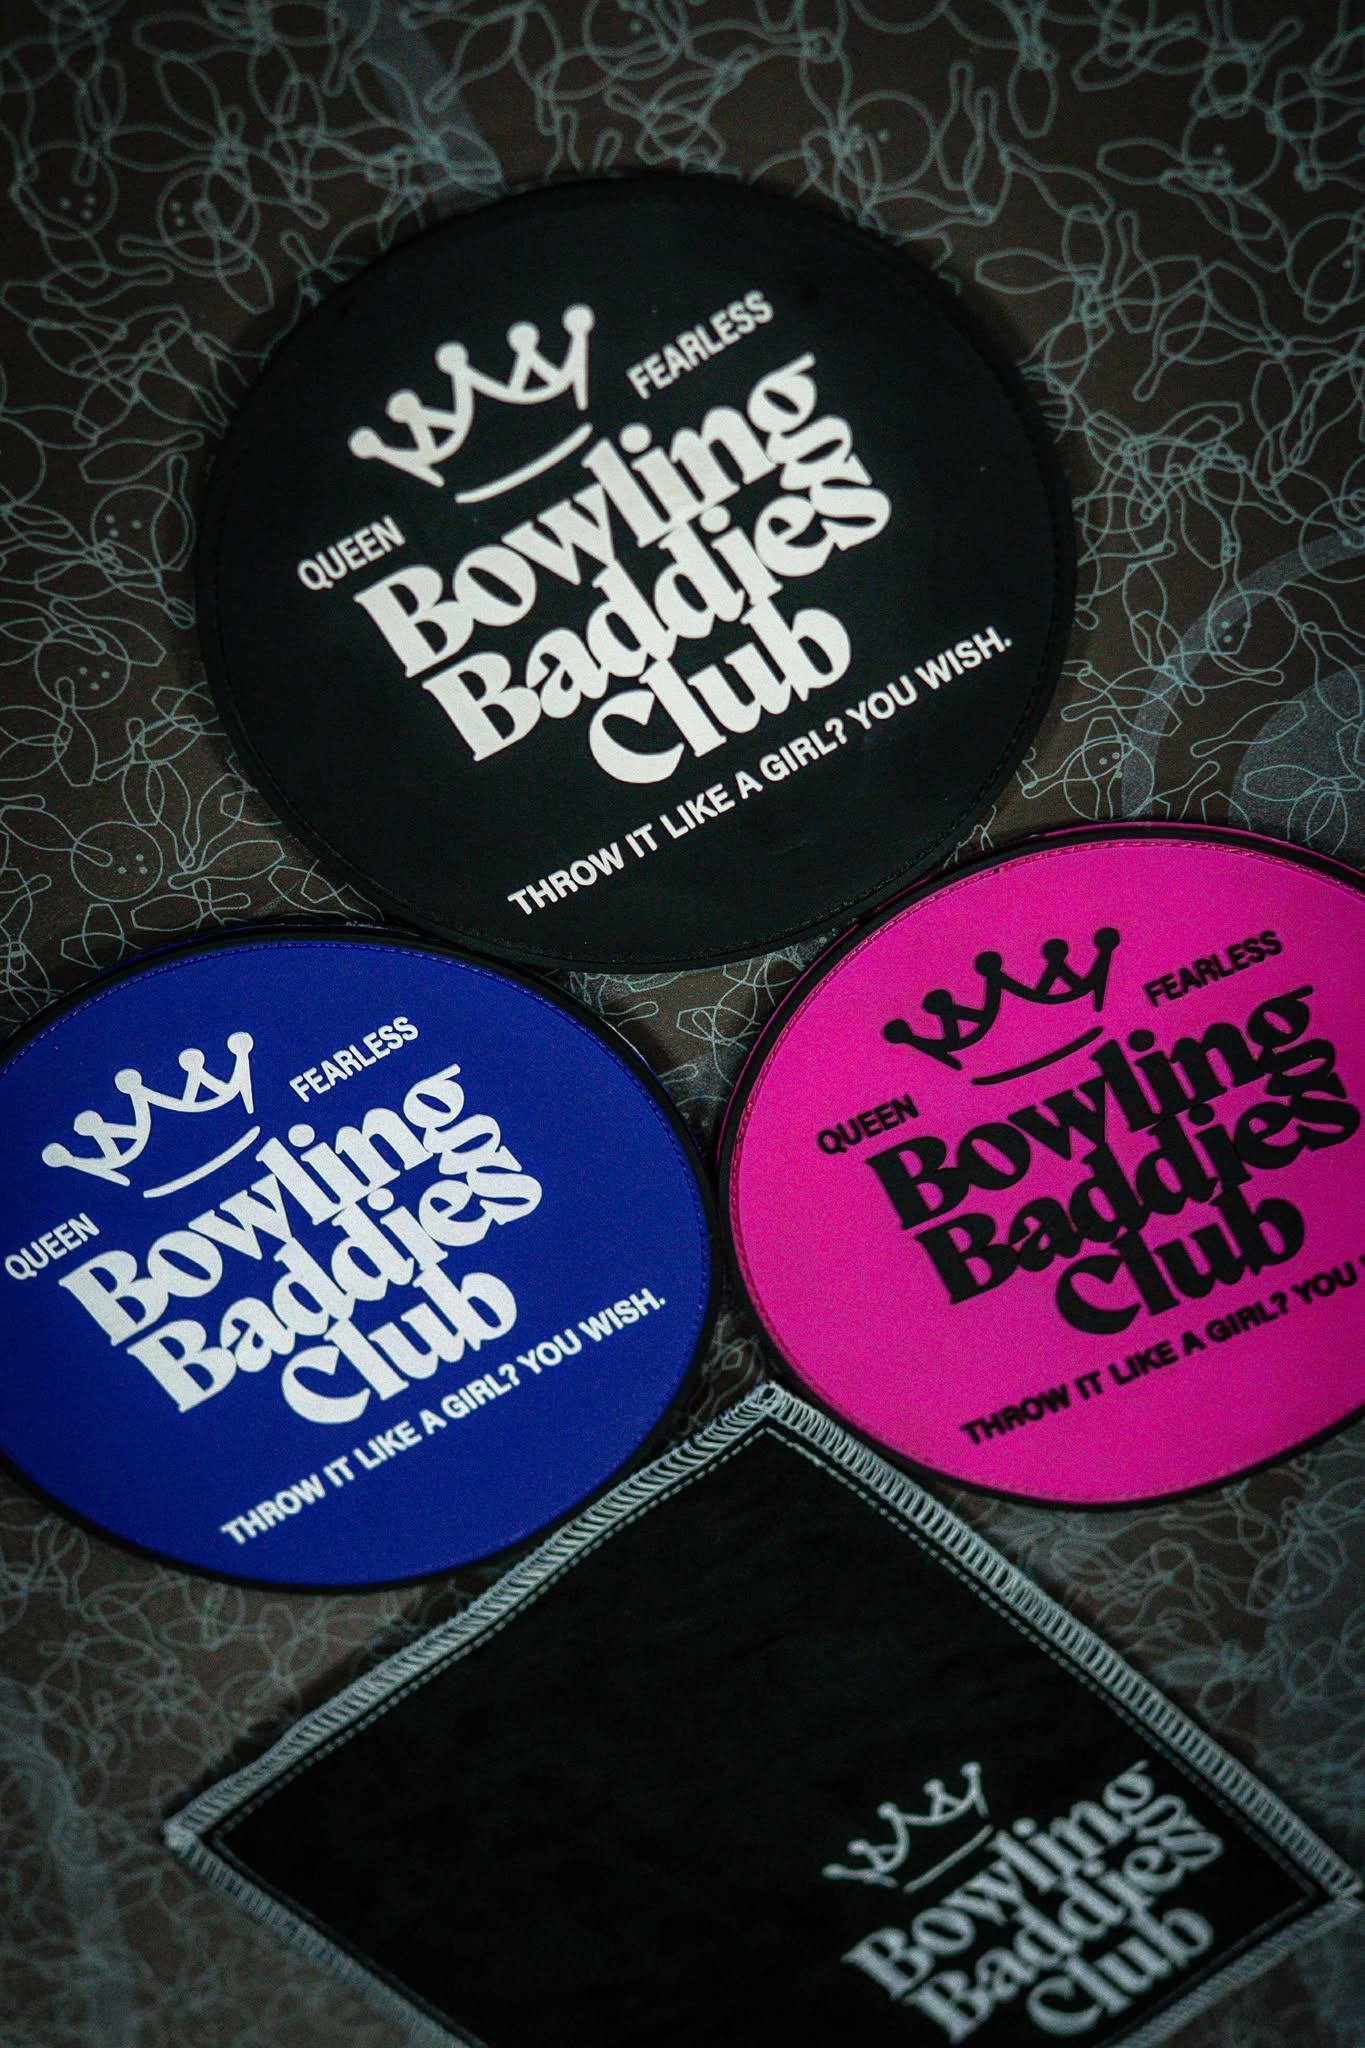 QUEEN
FEARLESS
Bowling
Baddies
Club
THROW IT LIKE A GIRL? YOU WISH.
QUEEN
FEARLESS
Bowling
Baddies
Club
THROW IT LIKE A GIRL? YOU WISH.
QUEEN
FEARLESS
Bowling
Baddies
Club
THROW IT LIKE A GIRL? YOU
Bowling
Baddies
Club